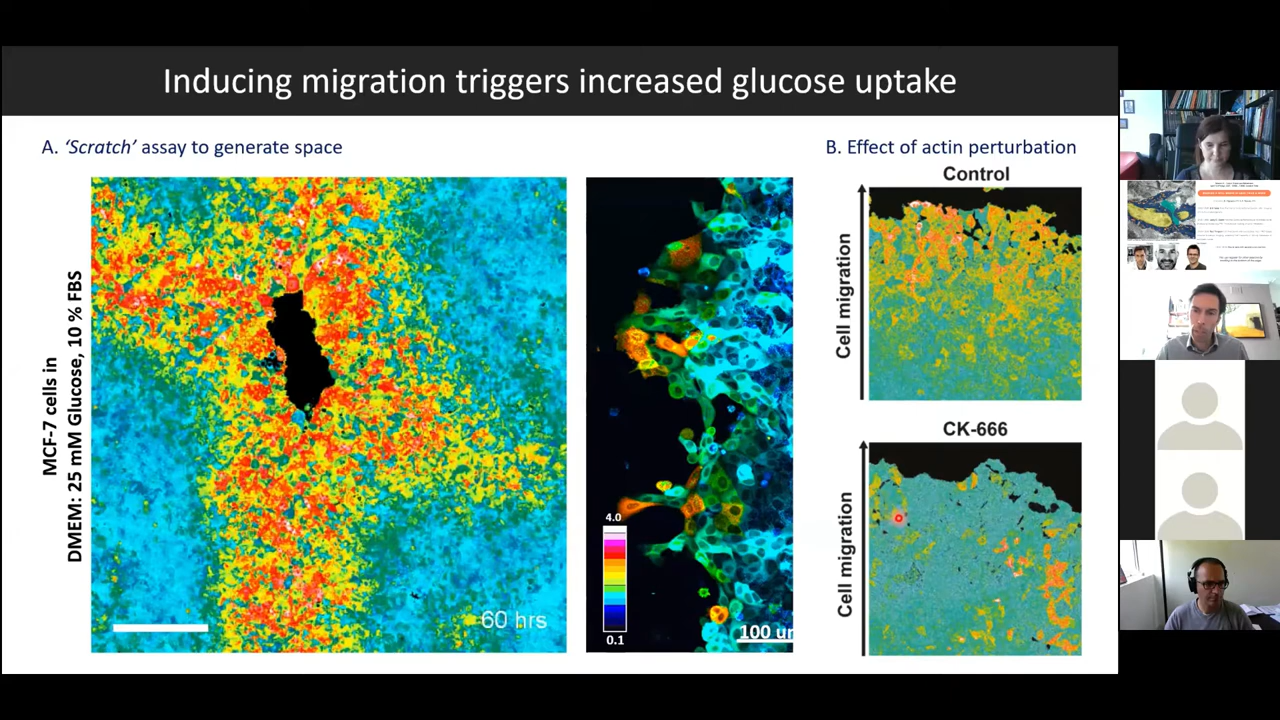 Inducing migration triggers increased glucose uptake
A. ‘Scratch’ assay to generate space
B. Effect of actin perturbation
MCF-7 cells in
DMEM: 25 mM Glucose, 10 % FBS
60 hrs
4.0
0.1
100 um
Control
Cell migration
CK-666
Cell migration